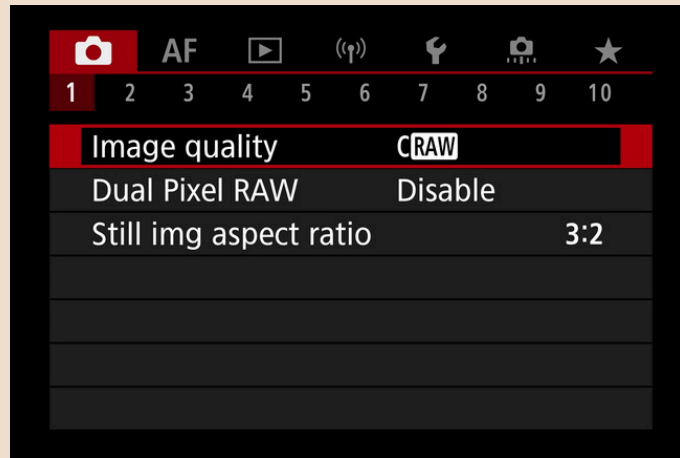 AF
1 2 3 4 5 6 7 8 9 10
Image quality CRAW
Dual Pixel RAW Disable
Still img aspect ratio 3:2